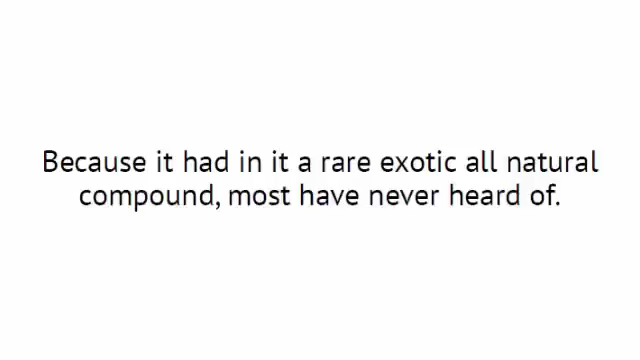 Because it had in it a rare exotic all natural
compound, most have never heard of.